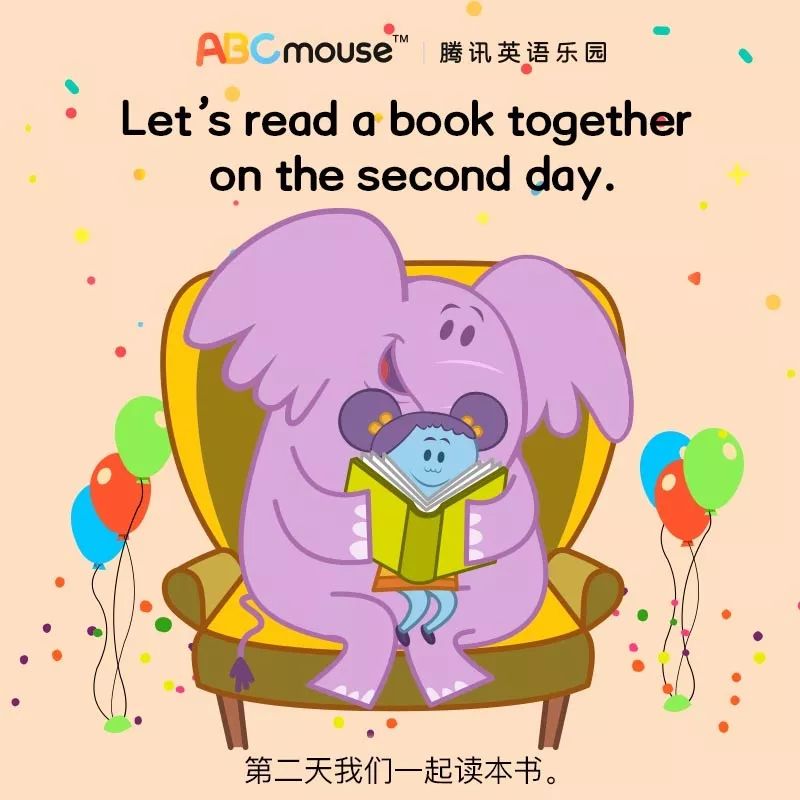 ABCmouse™ | 腾讯英语乐园
Let's read a book together
on the second day.
第二天我们一起读本书。